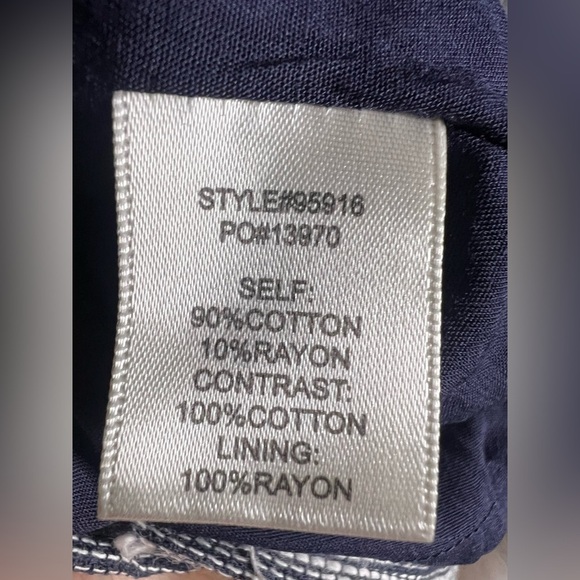 STYLE#95916
PO#13970
SELF:
90%COTTON
10%RAYON
CONTRAST:
100%COTTON
LINING:
100%RAYON